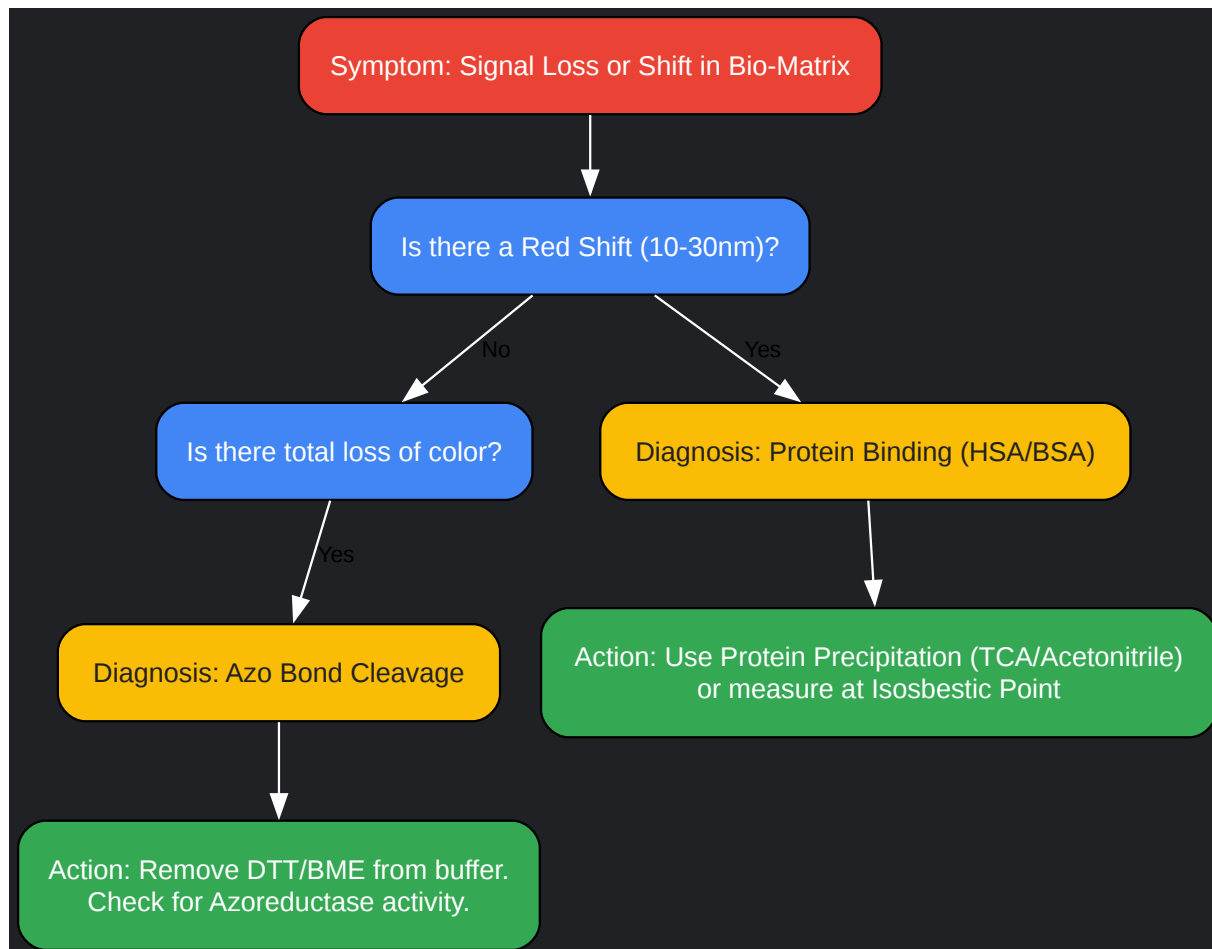 Symptom: Signal Loss or Shift in Bio-Matrix
Is there a Red Shift (10-30nm)?
No
Yes
Is there total loss of color?
Diagnosis: Protein Binding (HSA/BSA)
Yes
Diagnosis: Azo Bond Cleavage
Action: Use Protein Precipitation (TCA/Acetonitrile)
or measure at Isosbestic Point
Action: Remove DTT/BME from buffer.
Check for Azoreductase activity.